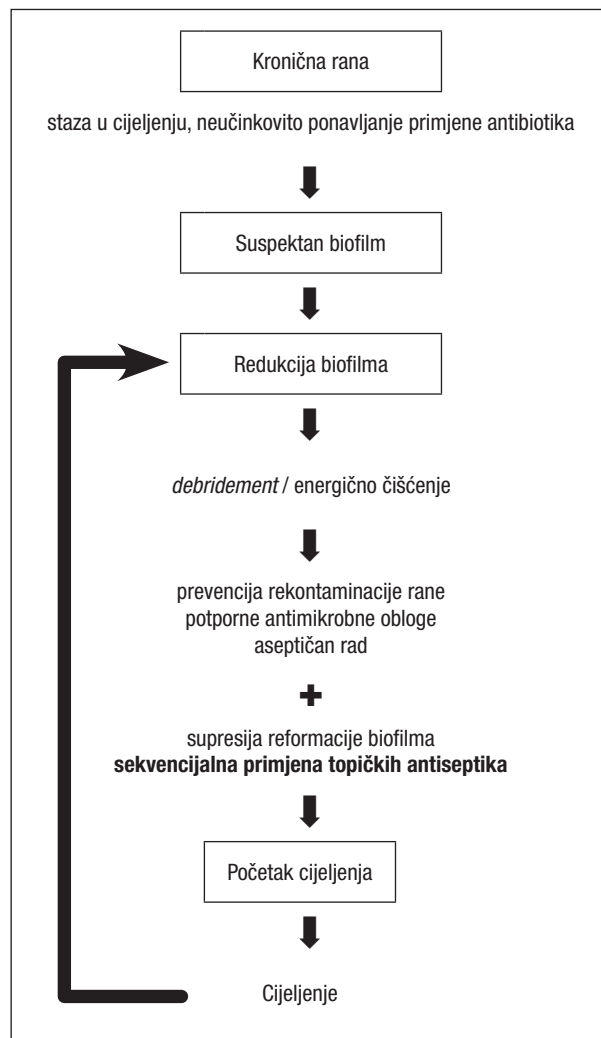 Kronična rana
staza u cijeljenju, neučinkovito ponavljanje primjene antibiotika
Suspektan biofilm
Redukcija biofilma
debridement / energično čišćenje
prevencija rekontaminacije rane
potporne antimikrobne obloge
aseptičan rad
+
supresija reformacije biofilma
sekvencijalna primjena topičkih antiseptika
Početak cijeljenja
Cijeljenje